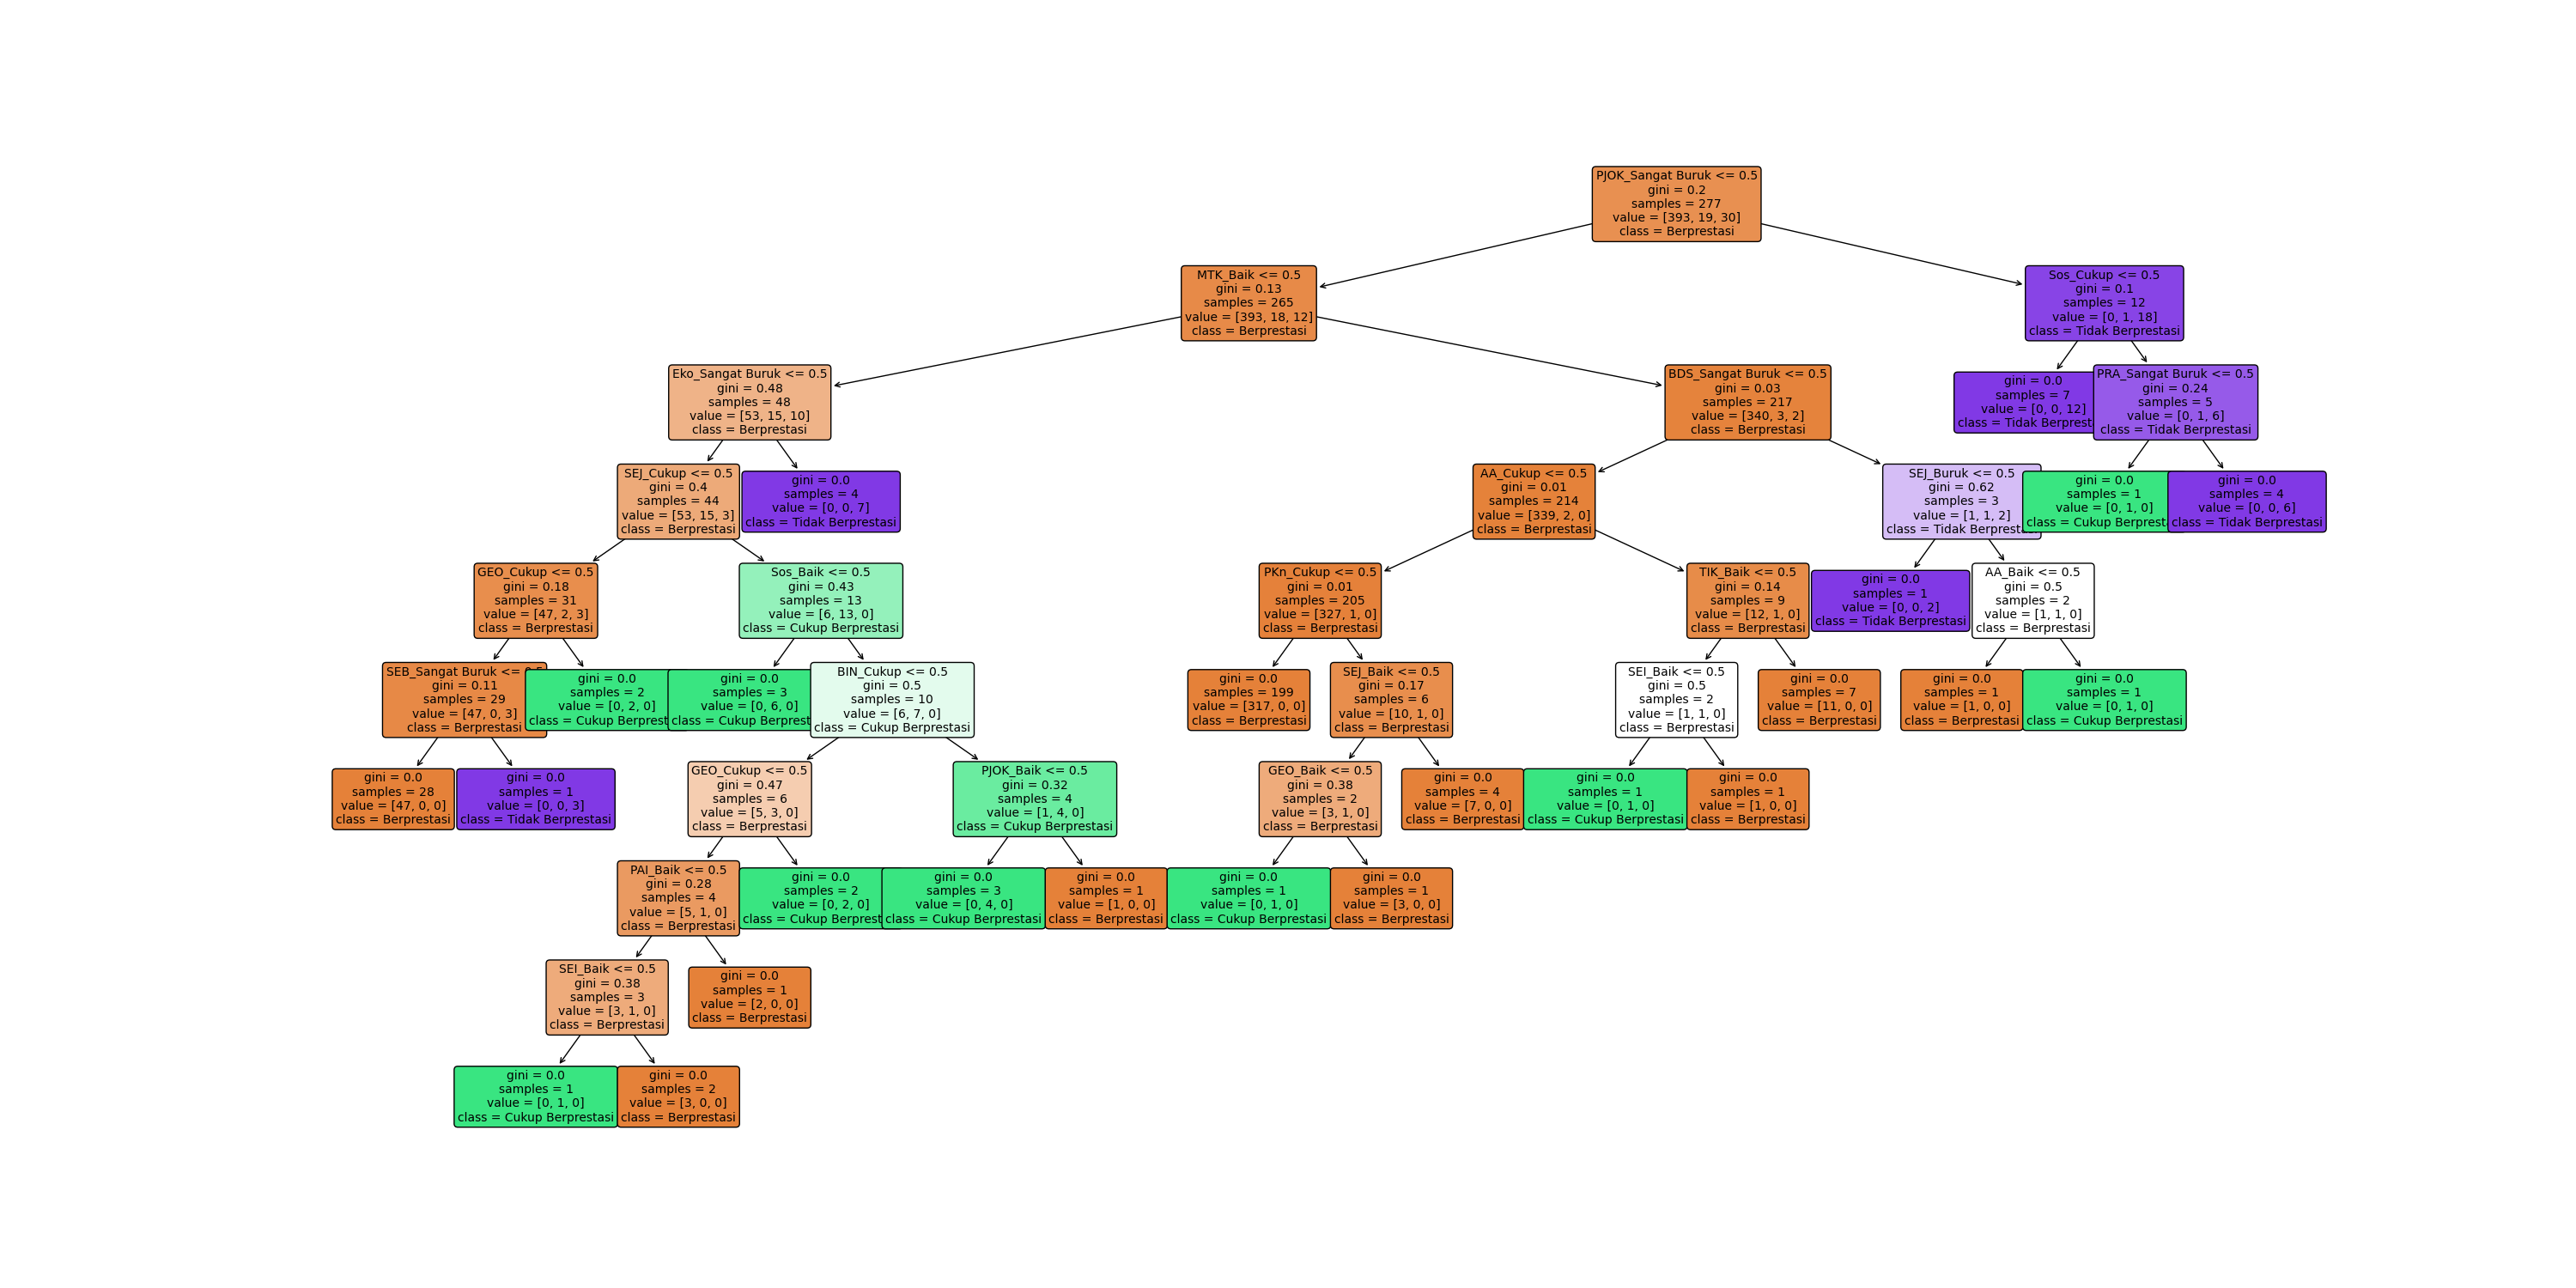 PJOK_Sangat Buruk <= 0.5
gini = 0.2
samples = 277
value = [393, 19, 30]
class = Berprestasi
MTK_Baik <= 0.5
gini = 0.13
samples = 265
value = [393, 18, 12]
class = Berprestasi
Sos_Cukup <= 0.5
gini = 0.1
samples = 12
value = [0, 1, 18]
class = Tidak Berprestasi
Eko_Sangat Buruk <= 0.5
gini = 0.48
samples = 48
value = [53, 15, 10]
class = Berprestasi
BDS_Sangat Buruk <= 0.5
gini = 0.03
samples = 217
value = [340, 3, 2]
class = Berprestasi
gini = 0.0
samples = 7
value = [0, 0, 12]
class = Tidak Berprest
PRA_Sangat Buruk <= 0.5
gini = 0.24
samples = 5
value = [0, 1, 6]
class = Tidak Berprestasi
SEJ_Cukup <= 0.5
gini = 0.4
samples = 44
value = [53, 15, 3]
class = Berprestasi
gini = 0.0
samples = 4
value = [0, 0, 7]
class = Tidak Berprestasi
AA_Cukup <= 0.5
gini = 0.01
samples = 214
value = [339, 2, 0]
class = Berprestasi
SEJ_Buruk <= 0.5
gini = 0.62
samples = 3
value = [1, 1, 2]
class = Tidak Berprest
gini = 0.0
samples = 1
value = [0, 1, 0]
class = Cukup Berprest
gini = 0.0
samples = 4
value = [0, 0, 6]
class = Tidak Berprestasi
GEO_Cukup <= 0.5
gini = 0.18
samples = 31
value = [47, 2, 3]
class = Berprestasi
Sos_Baik <= 0.5
gini = 0.43
samples = 13
value = [6, 13, 0]
class = Cukup Berprestasi
PKn_Cukup <= 0.5
gini = 0.01
samples = 205
value = [327, 1, 0]
class = Berprestasi
TIK_Baik <= 0.5
gini = 0.14
samples = 9
value = [12, 1, 0]
class = Berprestasi
gini = 0.0
samples = 1
value = [0, 0, 2]
class = Tidak Berprestasi
AA_Baik <= 0.5
gini = 0.5
samples = 2
value = [1, 1, 0]
class = Berprestasi
SEB_Sangat Buruk <=
gini = 0.11
samples = 29
value = [47, 0, 3]
class = Berprestasi
gini = 0.0
samples = 2
value = [0, 2, 0]
class = Cukup Berprest
gini = 0.0
samples = 3
value = [0, 6, 0]
class = Cukup Berprest
BIN_Cukup <= 0.5
gini = 0.5
samples = 10
value = [6, 7, 0]
class = Cukup Berprestasi
gini = 0.0
samples = 199
value = [317, 0, 0]
class = Berprestasi
SEJ_Baik <= 0.5
gini = 0.17
samples = 6
value = [10, 1, 0]
class = Berprestasi
SEI_Baik <= 0.5
gini = 0.5
samples = 2
value = [1, 1, 0]
class = Berprestasi
gini = 0.0
samples = 7
value = [11, 0, 0]
class = Berprestasi
gini = 0.0
samples = 1
value = [1, 0, 0]
class = Berprestasi
gini = 0.0
samples = 1
value = [0, 1, 0]
class = Cukup Berprestasi
gini = 0.0
samples = 28
value = [47, 0, 0]
class = Berprestasi
gini = 0.0
samples = 1
value = [0, 0, 3]
class = Tidak Berprestasi
GEO_Cukup <= 0.5
gini = 0.47
samples = 6
value = [5, 3, 0]
class = Berprestasi
PJOK_Baik <= 0.5
gini = 0.32
samples = 4
value = [1, 4, 0]
class = Cukup Berprestasi
GEO_Baik <= 0.5
gini = 0.38
samples = 2
value = [3, 1, 0]
class = Berprestasi
gini = 0.0
samples = 4
value = [7, 0, 0]
class = Berprestasi
gini = 0.0
samples = 1
value = [0, 1, 0]
class = Cukup Berprestasi
gini = 0.0
samples = 1
value = [1, 0, 0]
class = Berprestasi
PAI_Baik <= 0.5
gini = 0.28
samples = 4
value = [5, 1, 0]
class = Berprestasi
gini = 0.0
samples = 2
value = [0, 2, 0]
class = Cukup Berprest
gini = 0.0
samples = 3
value = [0, 4, 0]
class = Cukup Berprestasi
gini = 0.0
samples = 1
value = [1, 0, 0]
class = Berprestasi
gini = 0.0
samples = 1
value = [0, 1, 0]
class = Cukup Berprestasi
gini = 0.0
samples = 1
value = [3, 0, 0]
class = Berprestasi
SEI_Baik <= 0.5
gini = 0.38
samples = 3
value = [3, 1, 0]
class = Berprestasi
gini = 0.0
samples = 1
value = [2, 0, 0]
class = Berprestasi
gini = 0.0
samples = 1
value = [0, 1, 0]
class = Cukup Berprestasi
gini = 0.0
samples = 2
value = [3, 0, 0]
class = Berprestasi